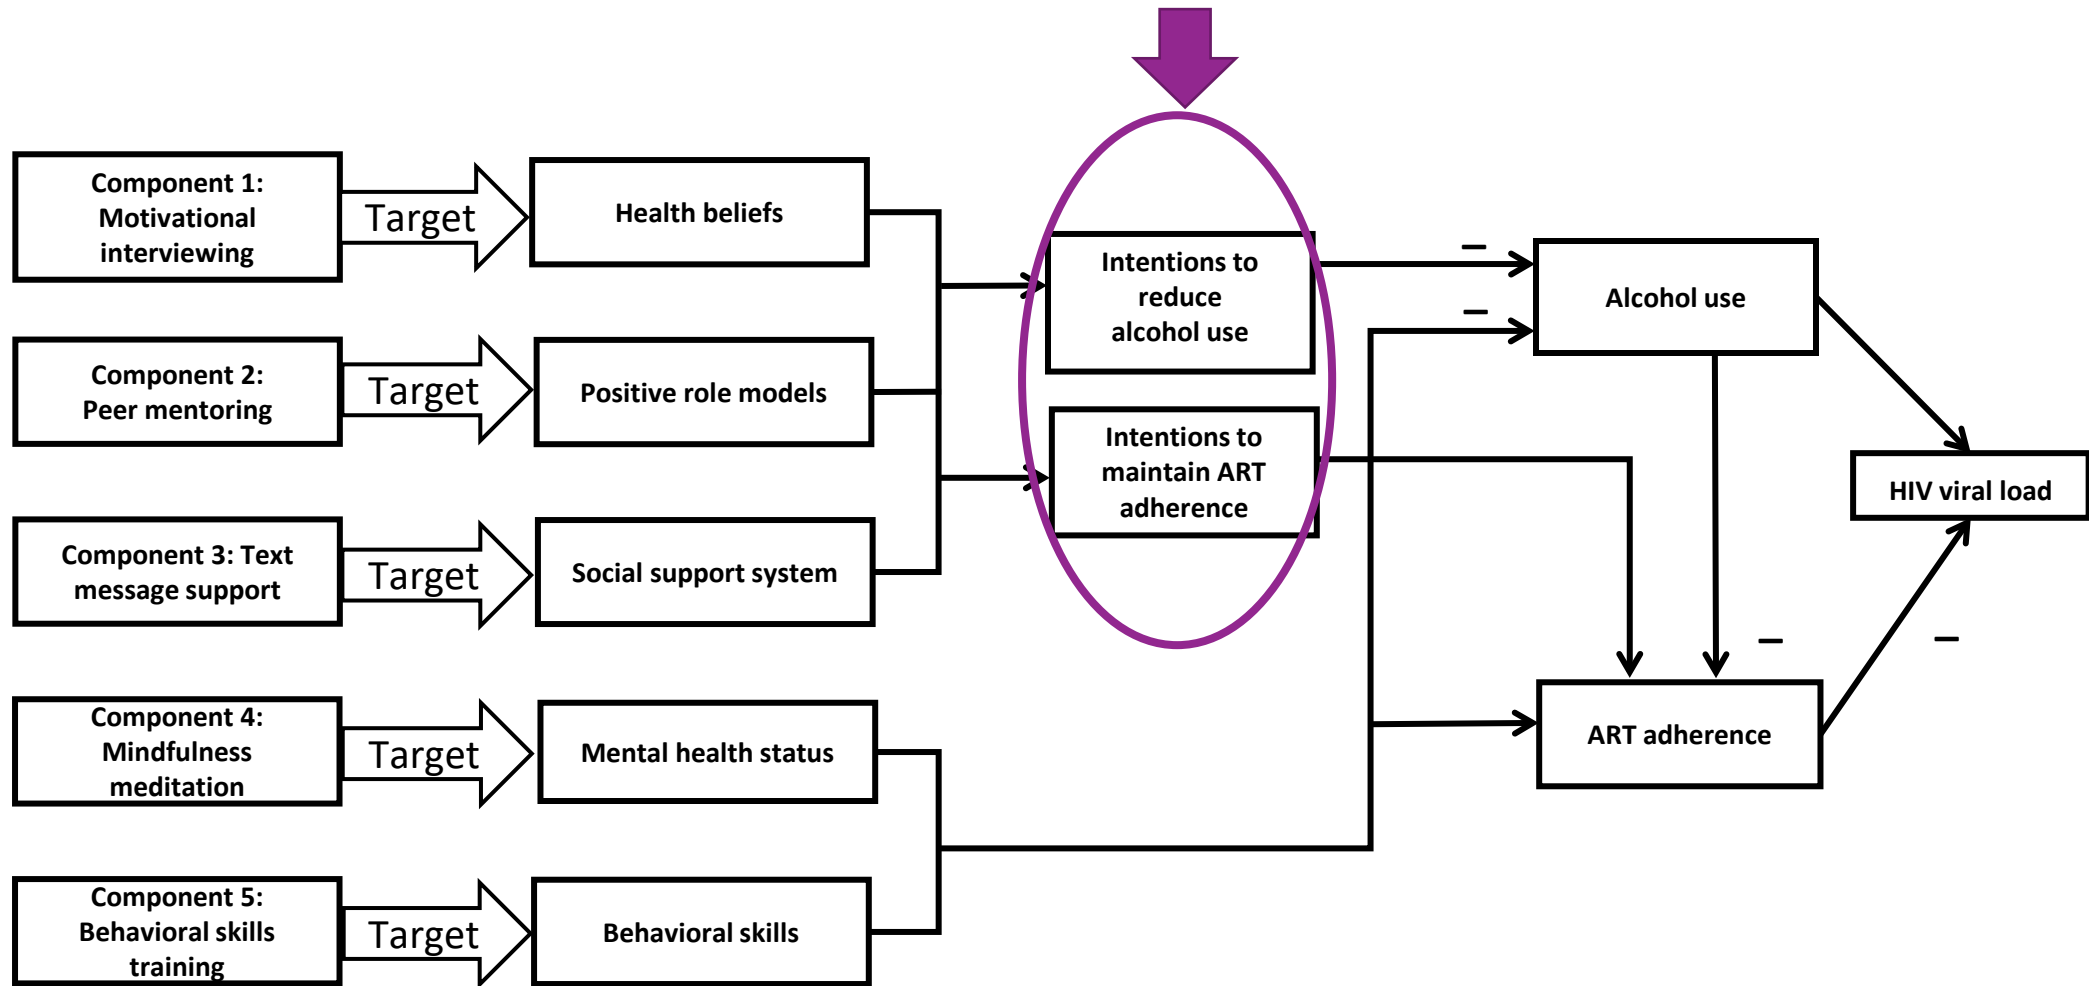 Component 1:
Motivational
interviewing
Target
Health beliefs
Component 2:
Peer mentoring
Target
Positive role models
Component 3: Text
message support
Target
Social support system
Component 4:
Mindfulness
meditation
Target
Mental health status
Component 5:
Behavioral skills
training
Target
Behavioral skills
Intentions to
reduce
alcohol use
Intentions to
maintain ART
adherence
–
–
Alcohol use
–
ART adherence
–
HIV viral load